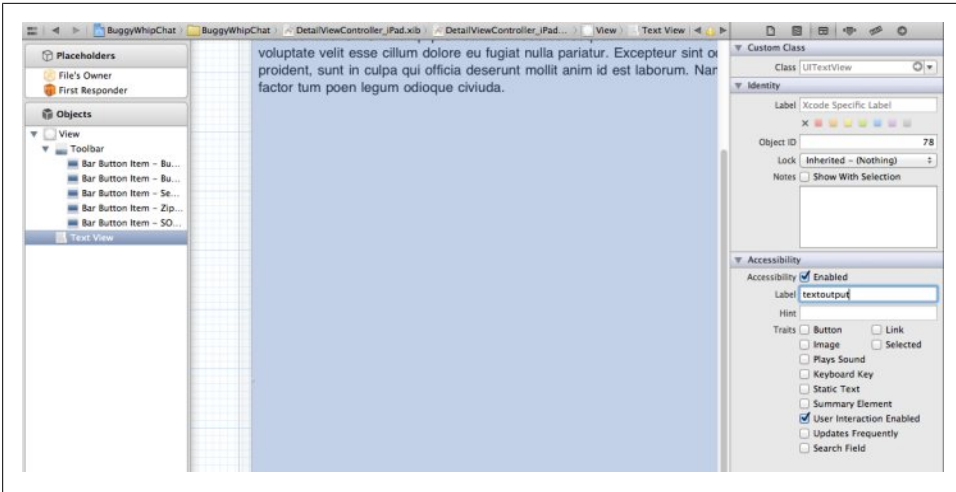 BuggyWhipChat
BuggyWhipChat
DetailViewController_iPad.xib
DetailViewController_iPad...
View
Text View
Placeholders
File's Owner
First Responder
Objects
View
Toolbar
Bar Button Item – Bu...
Bar Button Item – Bu...
Bar Button Item – Se...
Bar Button Item – Zip...
Bar Button Item – SO...
Text View
voluptate velit esse cillum dolore eu fugiat nulla pariatur. Excepteur sint
proident, sunt in culpa qui officia deserunt mollit anim id est laborum.
factor tum poen legum odioque civiuda.
Custom Class
Class UITextView
Identity
Label Xcode Specific Label
Object ID 78
Lock Inherited – (Nothing)
Notes Show With Selection
Accessibility
Accessibility Enabled
Label textoutput
Hint
Traits Button Link
Image Selected
Plays Sound
Keyboard Key
Static Text
Summary Element
User Interaction Enabled
Updates Frequently
Search Field